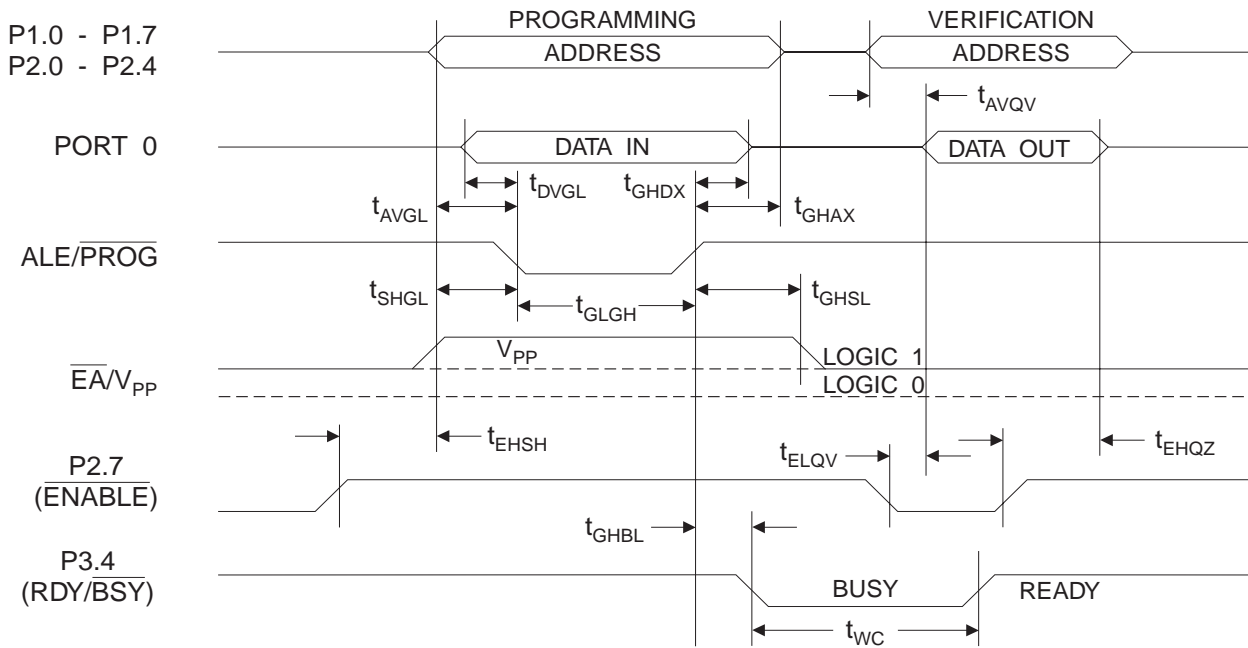 PROGRAMMING VERIFICATION
P1.0 - P1.7
P2.0 - P2.4
ADDRESS ADDRESS
tAVQV
PORT 0 DATA IN DATA OUT
tDVGL tGHDX
tAVGL tGHAX
ALE/PROG
tSHGL tGLGH tGHSL
VPP LOGIC 1
EA/VPP LOGIC 0
tEHSH tELQV tEHQZ
P2.7
(ENABLE)
tGHBL
P3.4
(RDY/BSY) BUSY READY
tWC